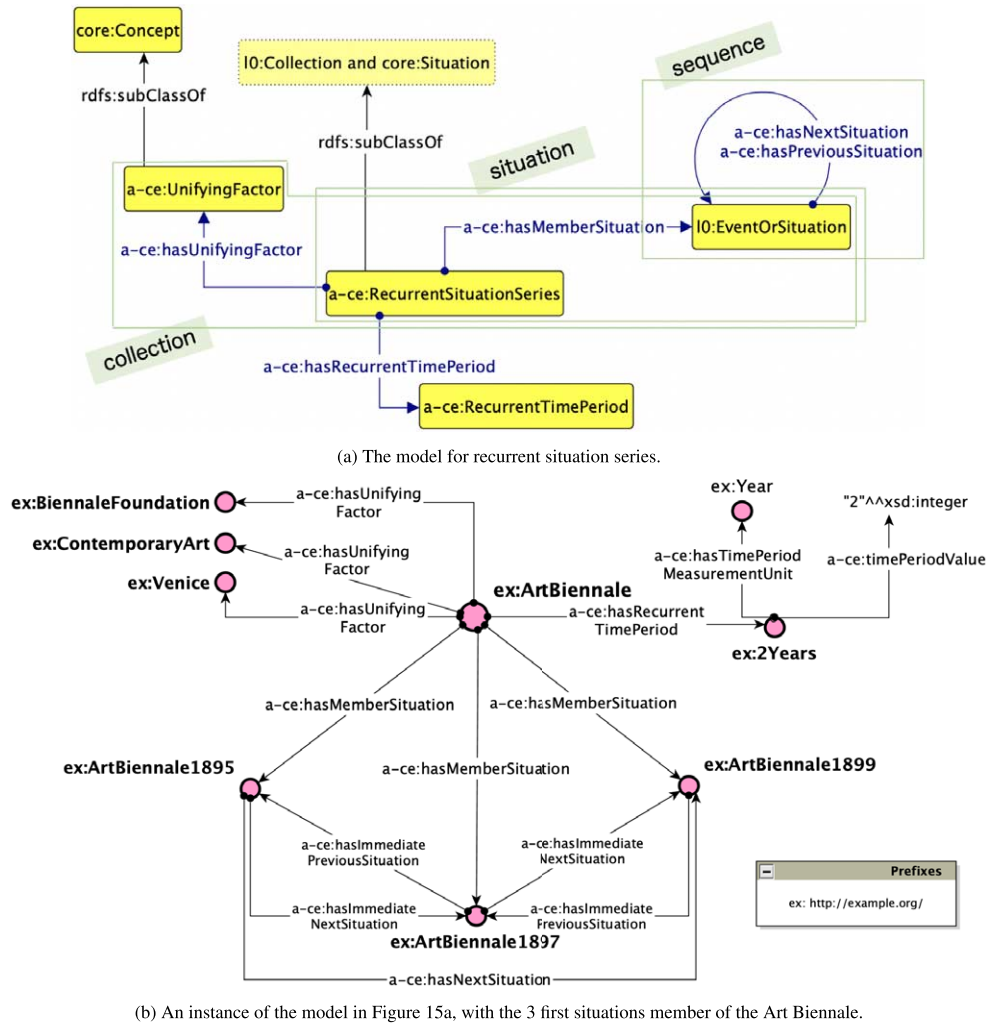 core:Concept
l0:Collection and core:Situation
sequence
rdfs:subClassOf
rdfs:subClassOf
a-ce:hasNextSituation
a-ce:hasPreviousSituation
situation
a-ce:UnifyingFactor
a-ce:hasMemberSituation
l0:EventOrSituation
a-ce:hasUnifyingFactor
a-ce:RecurrentSituationSeries
collection
a-ce:hasRecurrentTimePeriod
a-ce:RecurrentTimePeriod
(a) The model for recurrent situation series.
ex:BiennaleFoundation
a-ce:hasUnifying
Factor
ex:Year
"2"^^xsd:integer
ex:ContemporaryArt
a-ce:hasUnifying
Factor
a-ce:hasTimePeriod
MeasurementUnit
a-ce:timePeriodValue
ex:Venice
a-ce:hasUnifying
Factor
ex:ArtBiennale
a-ce:hasRecurrent
TimePeriod
ex:2Years
a-ce:hasMemberSituation
a-ce:hasMemberSituation
ex:ArtBiennale1895
a-ce:hasMemberSituation
ex:ArtBiennale1899
a-ce:hasImmediate
PreviousSituation
a-ce:hasImmediate
NextSituation
a-ce:hasImmediate
NextSituation
a-ce:hasImmediate
PreviousSituation
ex:ArtBiennale1897
a-ce:hasNextSituation
Prefixes
ex: http://example.org/
(b) An instance of the model in Figure 15a, with the 3 first situations member of the Art Biennale.